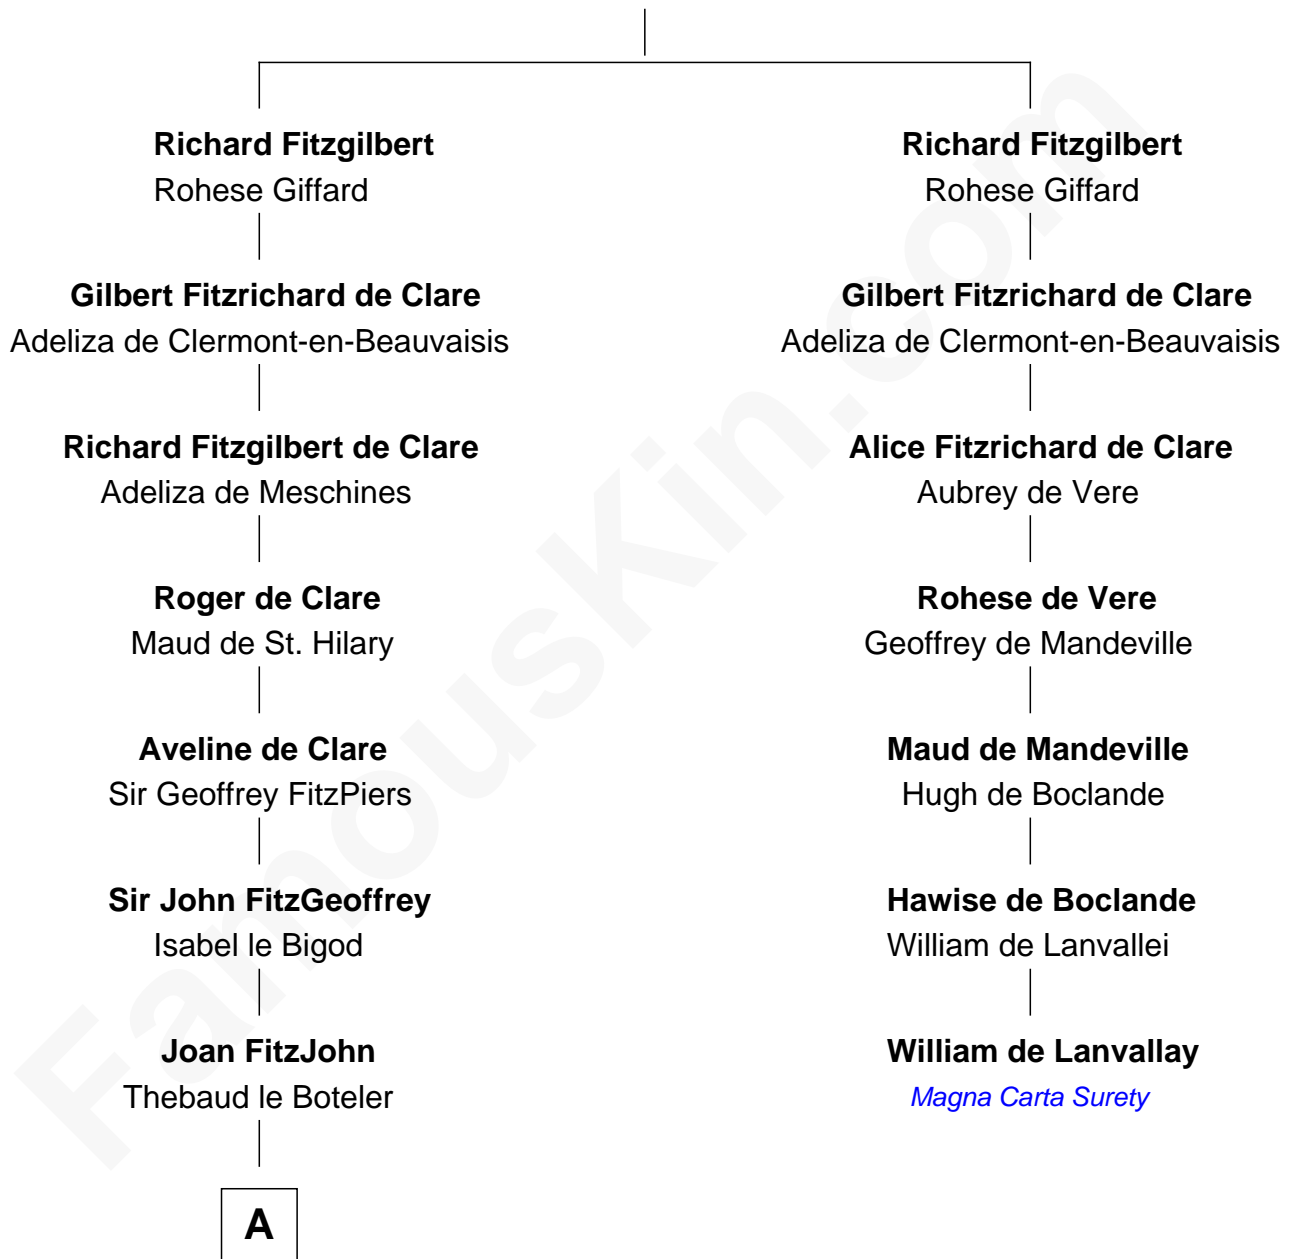 Richard Fitzgilbert
Rohese Giffard
Gilbert Fitzrichard de Clare
Adeliza de Clermont-en-Beauvaisis
Richard Fitzgilbert de Clare
Adeliza de Meschines
Roger de Clare
Maud de St. Hilary
Aveline de Clare
Sir Geoffrey FitzPiers
Sir John FitzGeoffrey
Isabel le Bigod
Joan FitzJohn
Thebaud le Boteler
A
Richard Fitzgilbert
Rohese Giffard
Gilbert Fitzrichard de Clare
Adeliza de Clermont-en-Beauvaisis
Alice Fitzrichard de Clare
Aubrey de Vere
Rohese de Vere
Geoffrey de Mandeville
Maud de Mandeville
Hugh de Boclande
Hawise de Boclande
William de Lanvallei
William de Lanvallay
Magna Carta Surety
FamousKin.com